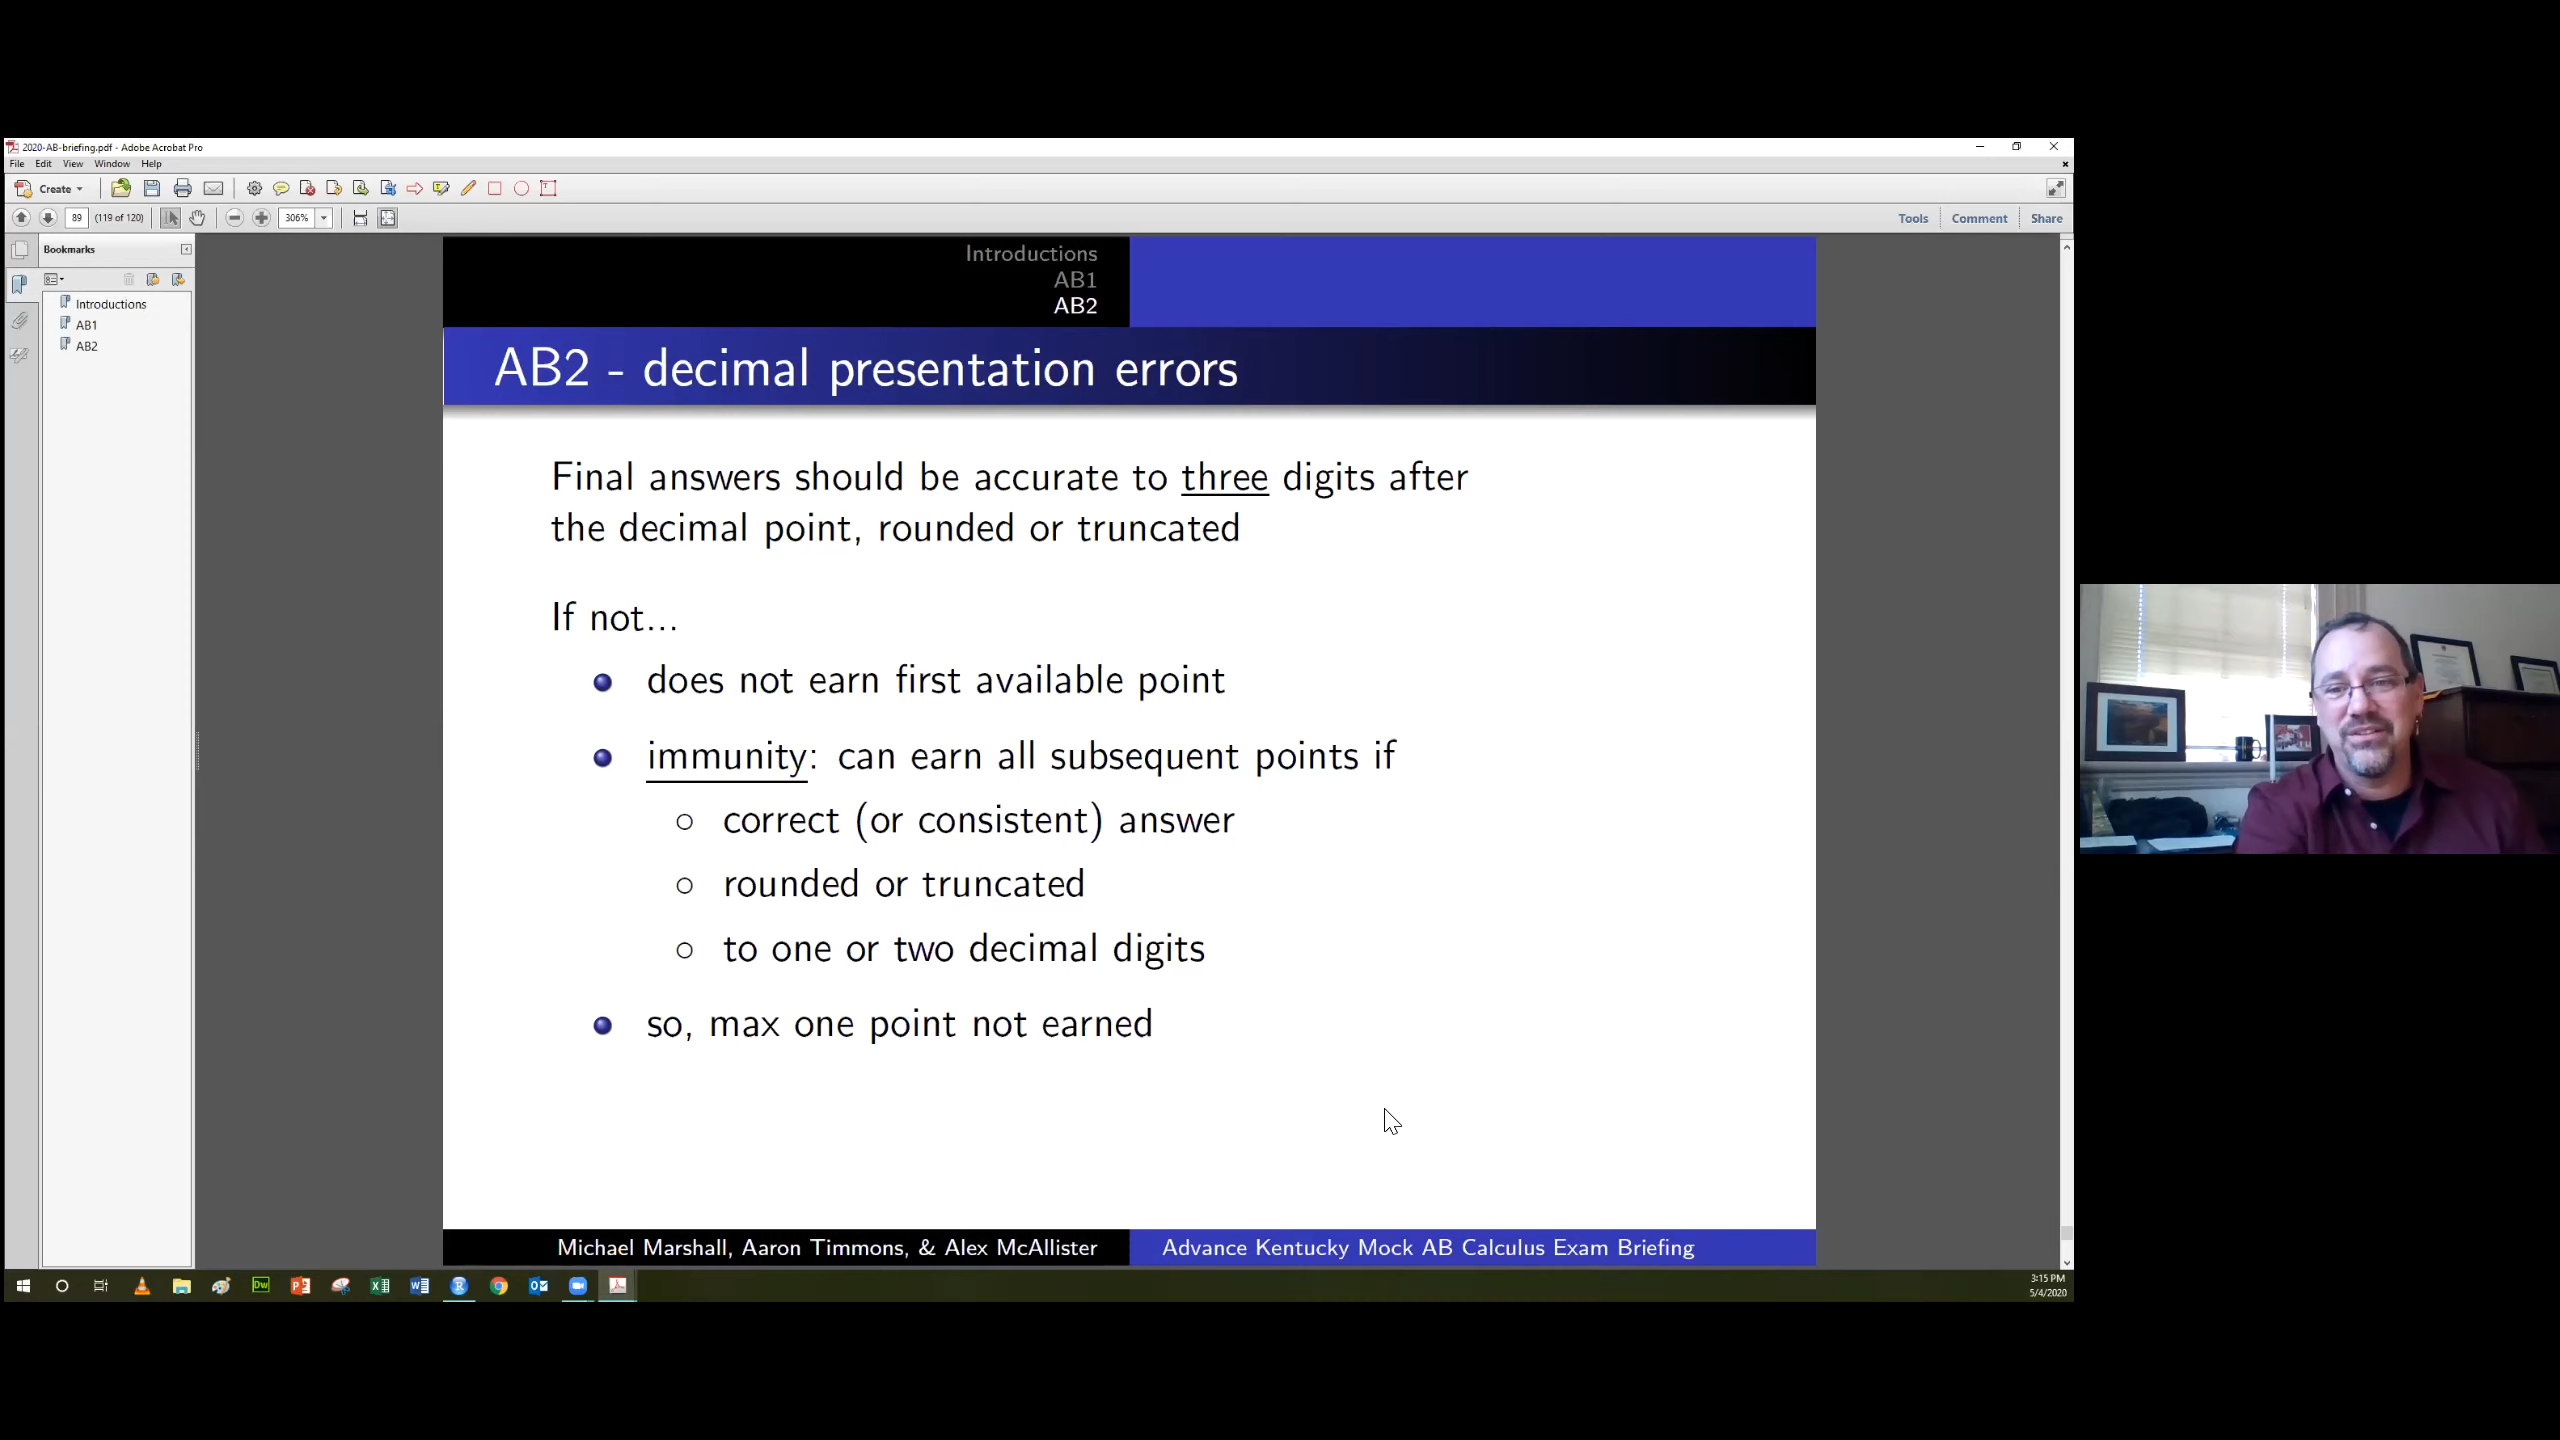 2020-AB-briefing.pdf - Adobe Acrobat Pro
File Edit View Window Help
Create
89 (119 of 120) 306% Tools Comment Share
Bookmarks
Introductions
AB1
AB2
Introductions
AB1
AB2
AB2 - decimal presentation errors
Final answers should be accurate to three digits after
the decimal point, rounded or truncated
If not...
does not earn first available point
immunity: can earn all subsequent points if
correct (or consistent) answer
rounded or truncated
to one or two decimal digits
so, max one point not earned
Michael Marshall, Aaron Timmons, & Alex McAllister
Advance Kentucky Mock AB Calculus Exam Briefing
3:15 PM
5/4/2020